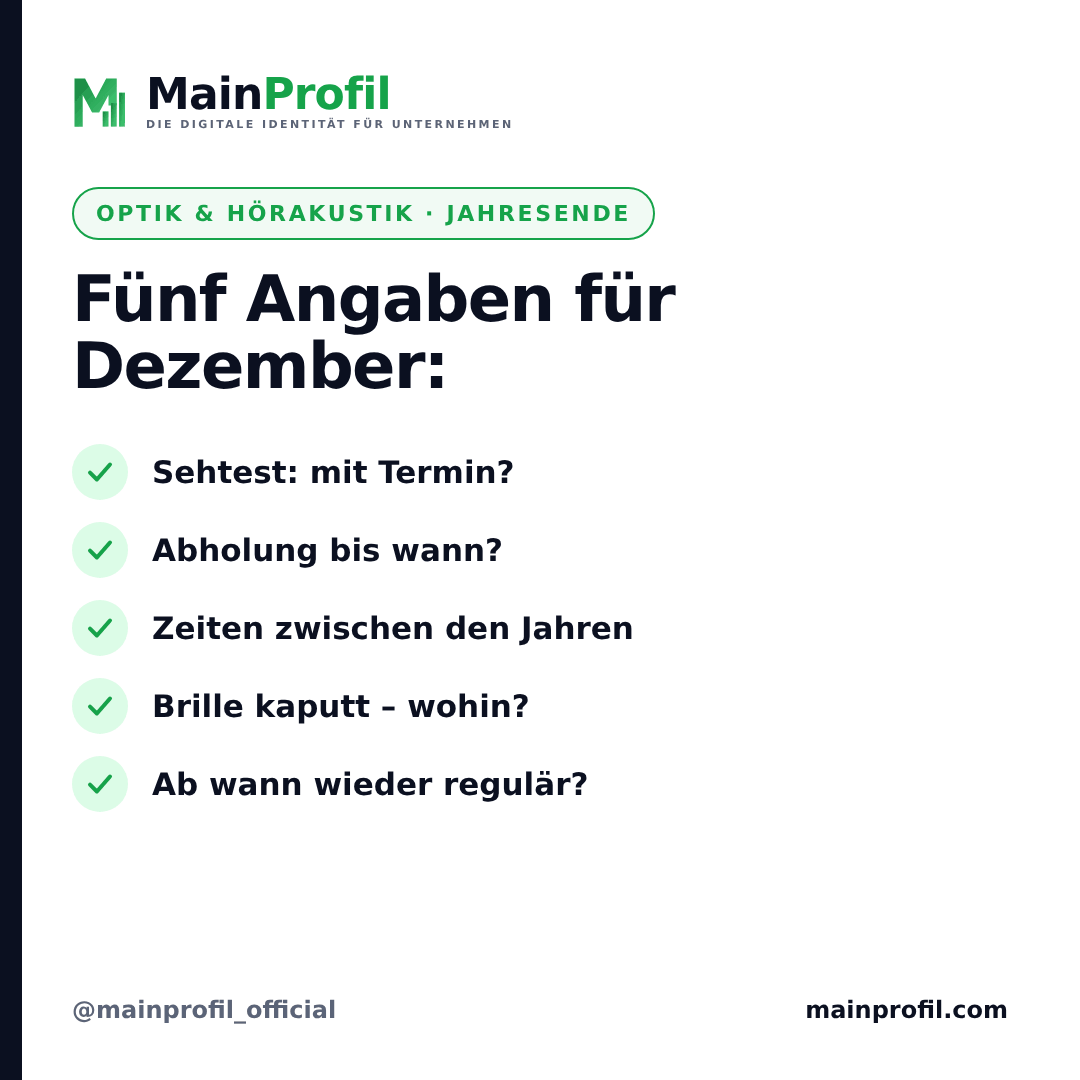 MainProfil
DIE DIGITALE IDENTITÄT FÜR UNTERNEHMEN
OPTIK & HÖRAKUSTIK · JAHRESENDE
Fünf Angaben für
Dezember:
Sehtest: mit Termin?
Abholung bis wann?
Zeiten zwischen den Jahren
Brille kaputt – wohin?
Ab wann wieder regulär?
@mainprofil_official
mainprofil.com